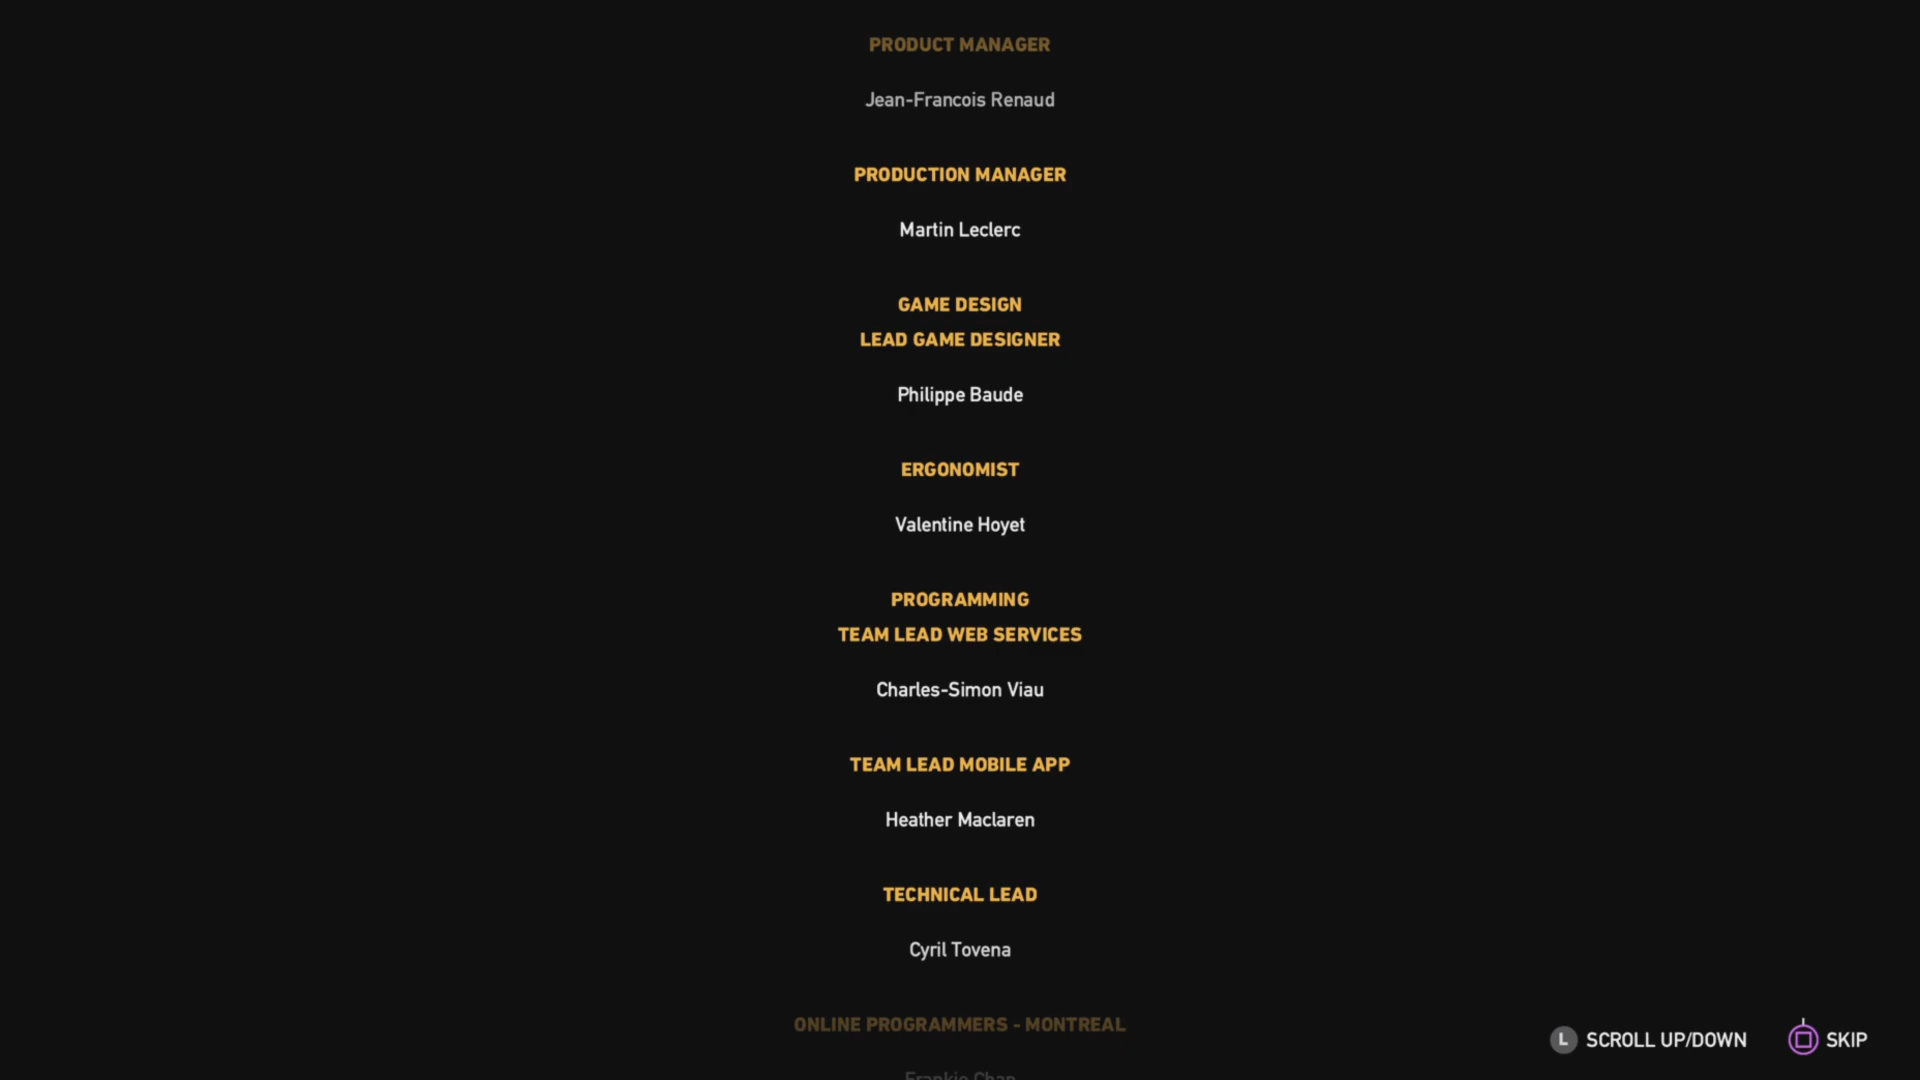 PRODUCT MANAGER
Jean-Francois Renaud
PRODUCTION MANAGER
Martin Leclerc
GAME DESIGN
LEAD GAME DESIGNER
Philippe Baude
ERGONOMIST
Valentine Hoyet
PROGRAMMING
TEAM LEAD WEB SERVICES
Charles-Simon Viau
TEAM LEAD MOBILE APP
Heather Maclaren
TECHNICAL LEAD
Cyril Tovena
ONLINE PROGRAMMERS - MONTREAL
L SCROLL UP/DOWN SKIP